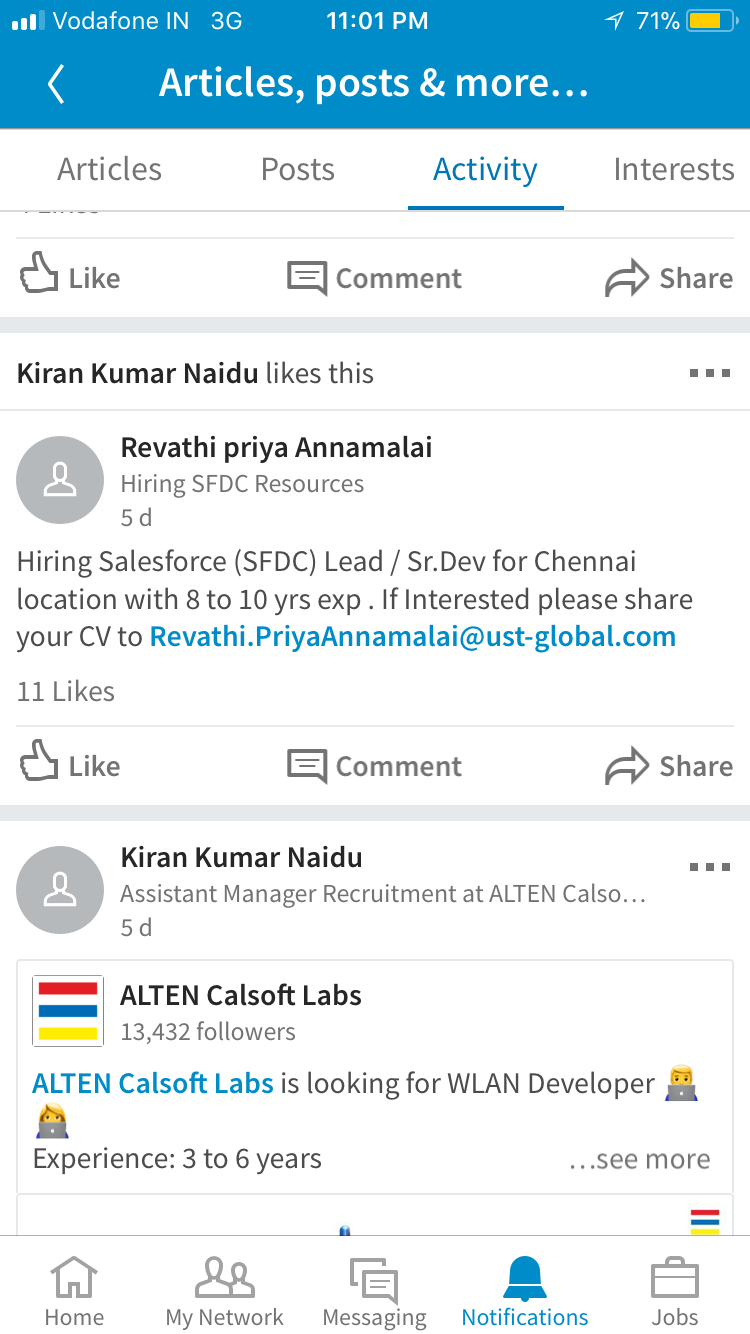 Vodafone IN 3G 11:01 PM 71%
Articles, posts & more...
Articles Posts Activity Interests
Like Comment Share
Kiran Kumar Naidu likes this
Revathi priya Annamalai
Hiring SFDC Resources
5 d
Hiring Salesforce (SFDC) Lead / Sr.Dev for Chennai
location with 8 to 10 yrs exp . If Interested please share
your CV to Revathi.PriyaAnnamalai@ust-global.com
11 Likes
Like Comment Share
Kiran Kumar Naidu
Assistant Manager Recruitment at ALTEN Calso...
5 d
ALTEN Calsoft Labs
13,432 followers
ALTEN Calsoft Labs is looking for WLAN Developer 👨‍💻
👩‍💻
Experience: 3 to 6 years ...see more
Home My Network Messaging Notifications Jobs